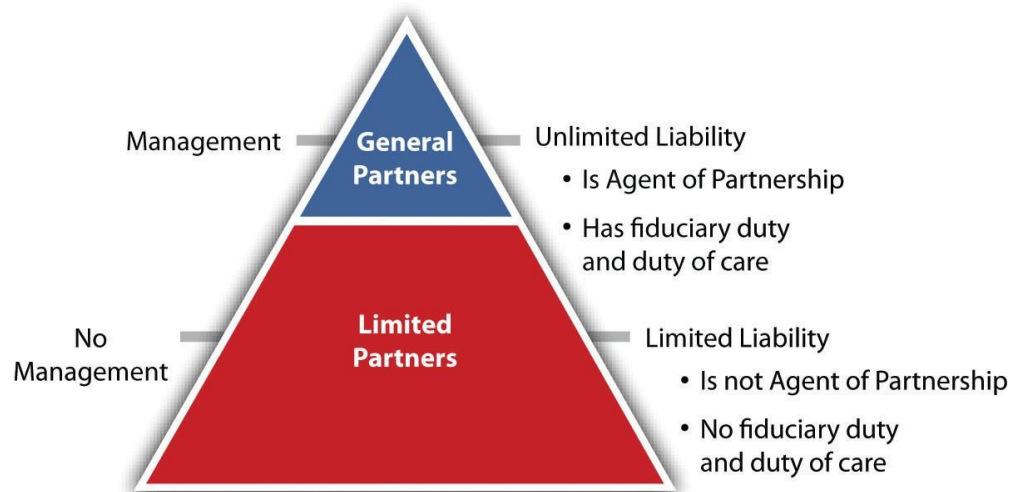 Management
General
Partners
Unlimited Liability
• Is Agent of Partnership
• Has fiduciary duty
and duty of care
No
Management
Limited
Partners
Limited Liability
• Is not Agent of Partnership
• No fiduciary duty
and duty of care